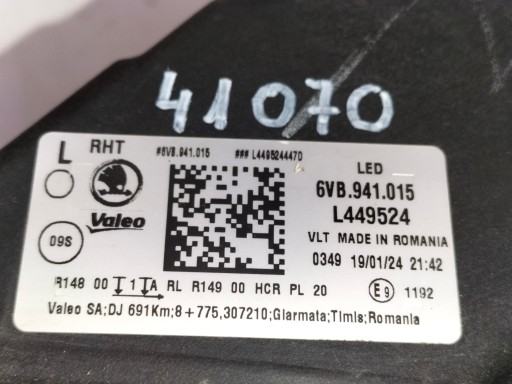 41070
L RHT #6VB.941.015 ### L4495244470 LED
6VB.941.015
Valeo L449524
09S VLT MADE IN ROMANIA
0349 19/01/24 21:42
R148 00 1 A RL R149 00 HCR PL 20 E9 1192
Valeo SA;DJ 691Km;8+775,307210;Giarmata;Timis;Romania